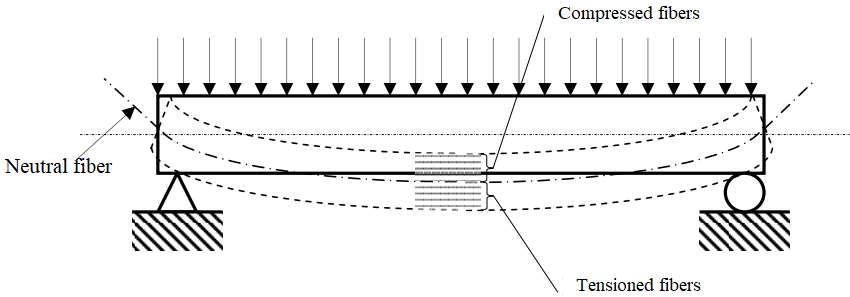 Compressed fibers
Neutral fiber
Tensioned fibers